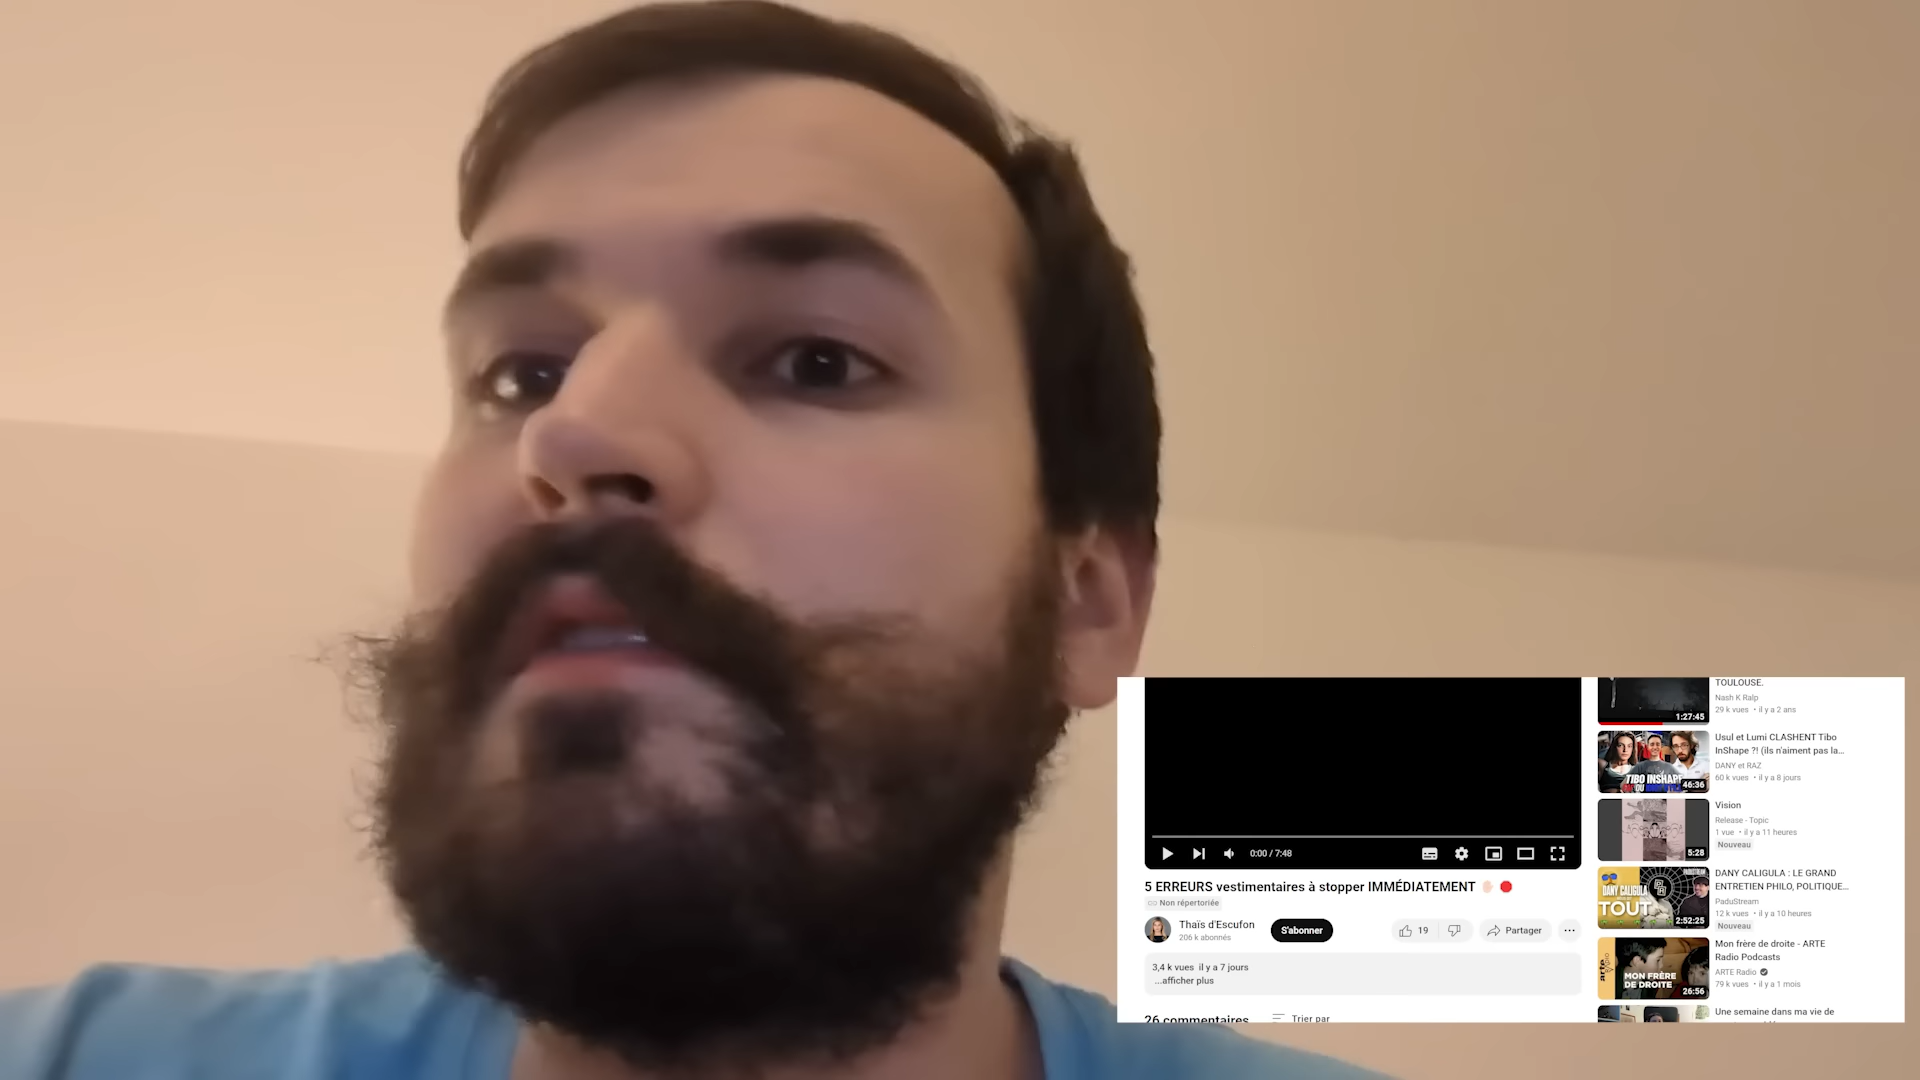 0:00 / 7:48
5 ERREURS vestimentaires à stopper IMMÉDIATEMENT
Non répertoriée
Thaïs d'Escufon
206 k abonnés
S'abonner
19
Partager
3,4 k vues il y a 7 jours
...afficher plus
26 commentaires
Trier par
1:27:45
TOULOUSE.
Nash K Ralp
29 k vues • il y a 2 ans
TIBO INSHAPE
46:36
Usul et Lumi CLASHENT Tibo
InShape ?! (ils n'aiment pas la...
DANY et RAZ
60 k vues • il y a 8 jours
5:28
Vision
Release - Topic
1 vue • il y a 11 heures
Nouveau
DANY CALIGULA
TOUT
2:52:25
DANY CALIGULA : LE GRAND
ENTRETIEN PHILO, POLITIQUE...
PaduStream
12 k vues • il y a 10 heures
Nouveau
arte RADIO
MON FRÈRE
DE DROITE
26:56
Mon frère de droite - ARTE
Radio Podcasts
ARTE Radio
79 k vues • il y a 1 mois
Une semaine dans ma vie de